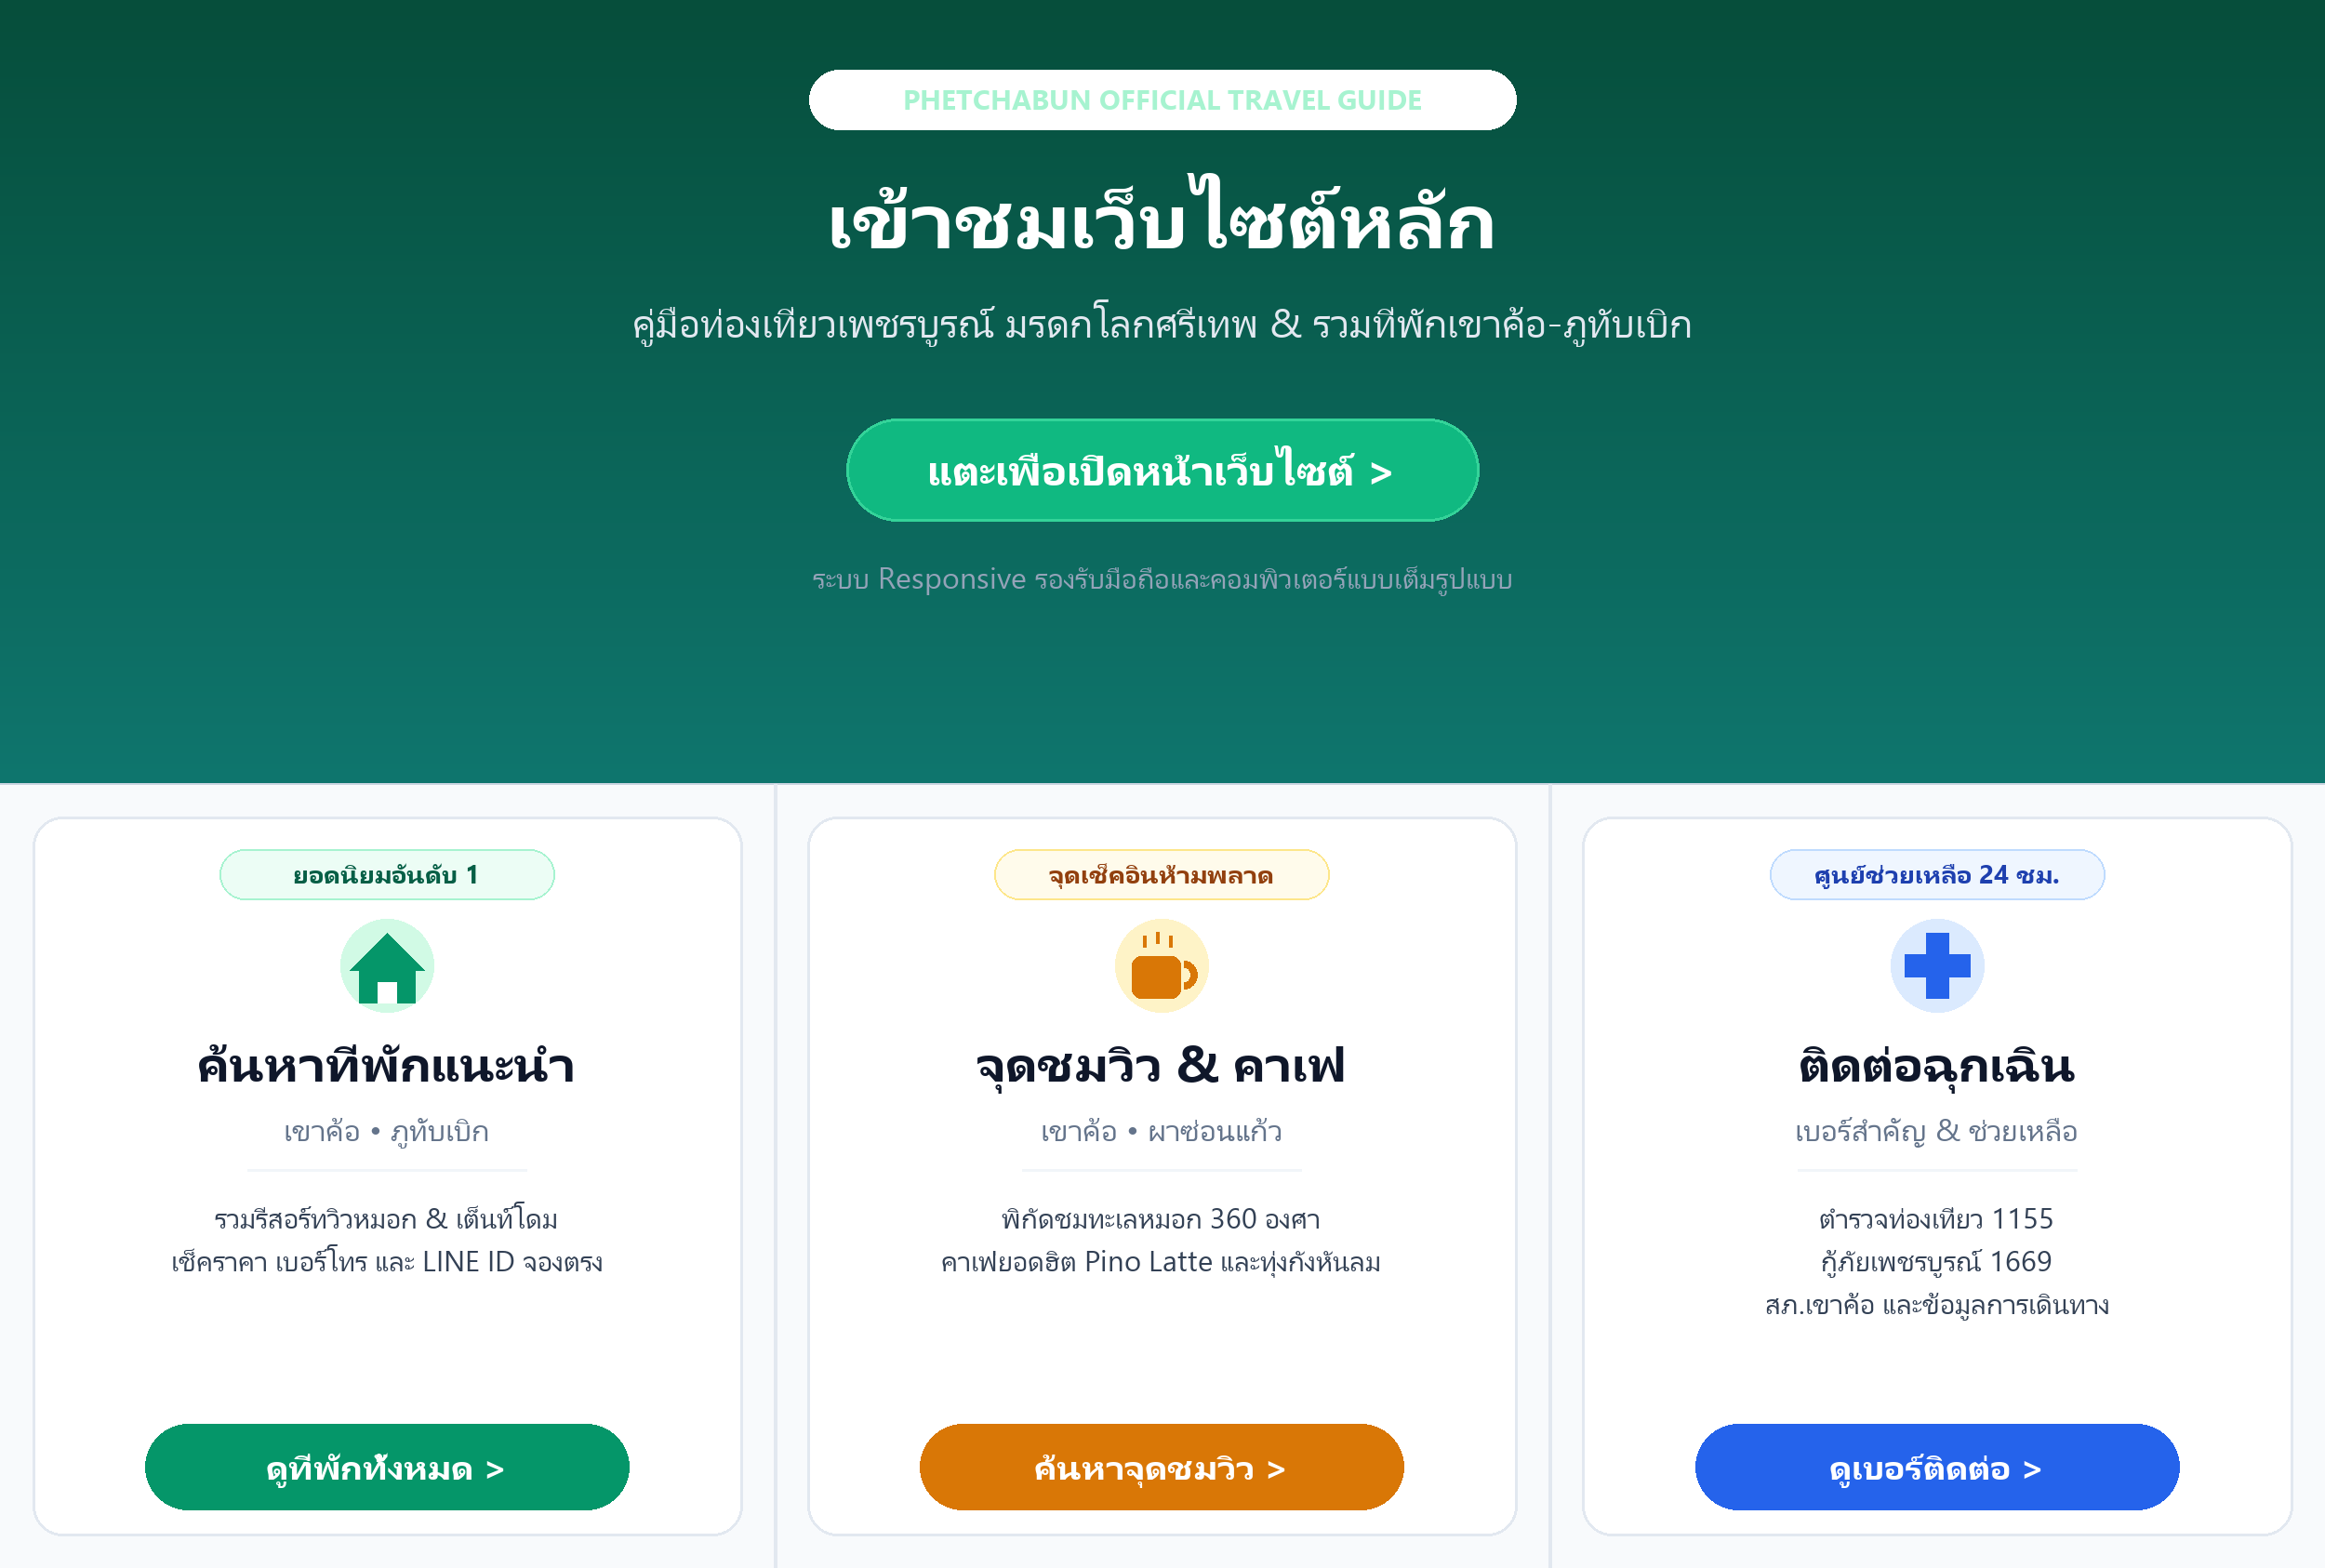 PHETCHABUN OFFICIAL TRAVEL GUIDE
เข้าชมเว็บไซต์หลัก
คู่มือท่องเที่ยวเพชรบูรณ์ มรดกโลกศรีเทพ & รวมที่พักเขาค้อ-ภูทับเบิก
แตะเพื่อเปิดหน้าเว็บไซต์ >
ระบบ Responsive รองรับมือถือและคอมพิวเตอร์แบบเต็มรูปแบบ
ยอดนิยมอันดับ 1
ค้นหาที่พักแนะนำ
เขาค้อ • ภูทับเบิก
รวมรีสอร์ทวิวหมอก & เต็นท์โดม
เช็คราคา เบอร์โทร และ LINE ID จองตรง
ดูที่พักทั้งหมด >
จุดเช็คอินห้ามพลาด
จุดชมวิว & คาเฟ่
เขาค้อ • ผาซ่อนแก้ว
พิกัดชมทะเลหมอก 360 องศา
คาเฟ่ยอดฮิต Pino Latte และทุ่งกังหันลม
ค้นหาจุดชมวิว >
ศูนย์ช่วยเหลือ 24 ชม.
ติดต่อฉุกเฉิน
เบอร์สำคัญ & ช่วยเหลือ
ตำรวจท่องเที่ยว 1155
กู้ภัยเพชรบูรณ์ 1669
สภ.เขาค้อ และข้อมูลการเดินทาง
ดูเบอร์ติดต่อ >